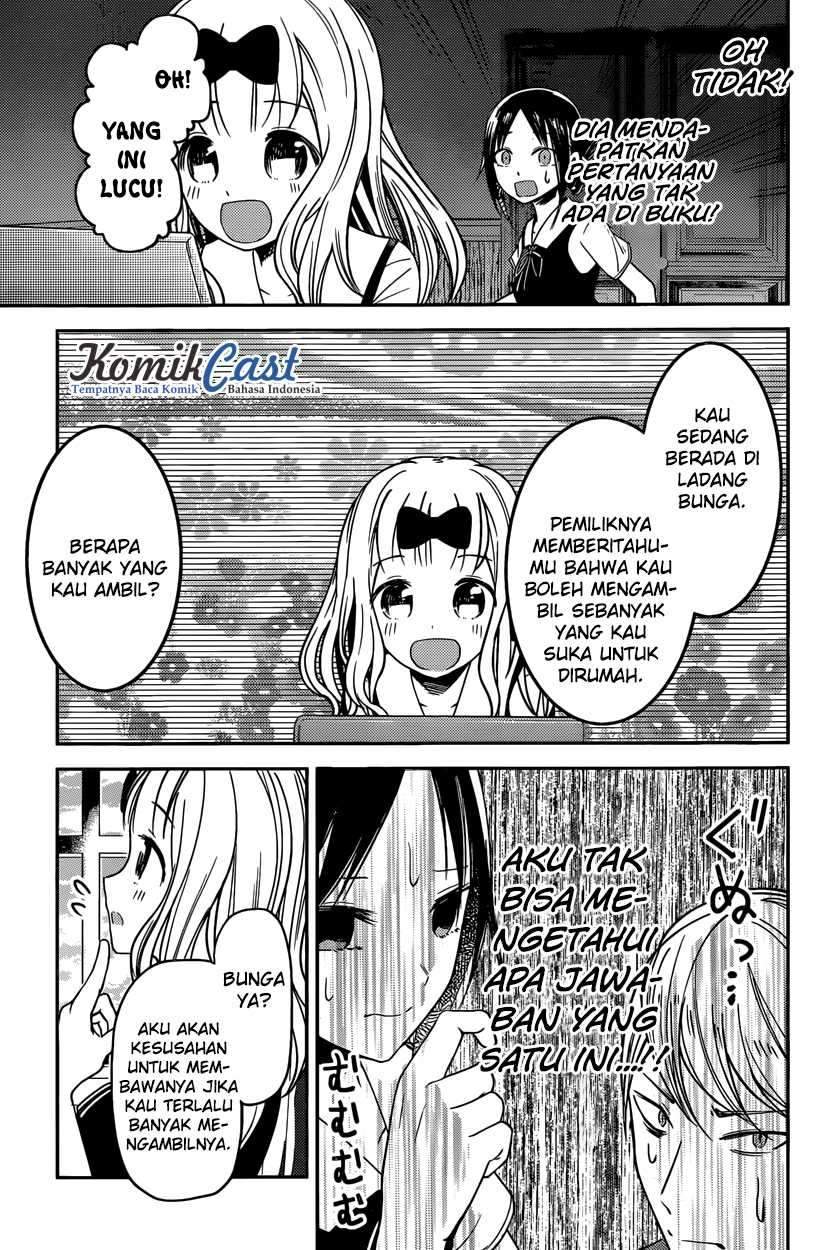 OH
TIDAK!
DIA MENDA-
PATKAN
PERTANYAAN
YANG TAK
ADA DI BUKU!
OH!
YANG
INI
LUCU!
KomikCast
Tempatnya Baca Komik Bahasa Indonesia
KAU
SEDANG
BERADA DI
LADANG
BUNGA.
PEMILIKNYA
MEMBERITAHU-
MU BAHWA KAU
BOLEH MENGAM-
BIL SEBANYAK
YANG KAU
SUKA UNTUK
DIRUMAH.
BERAPA
BANYAK YANG
KAU AMBIL?
ぐぬっ…
AKU TAK
BISA ME-
NGETAHUI
APA JAWA-
BAN YANG
SATU INI...!!
むむむむ
BUNGA
YA?
AKU AKAN
KESUSAHAN
UNTUK MEM-
BAWANYA JIKA
KAU TERLALU
BANYAK ME-
NGAMBILNYA.